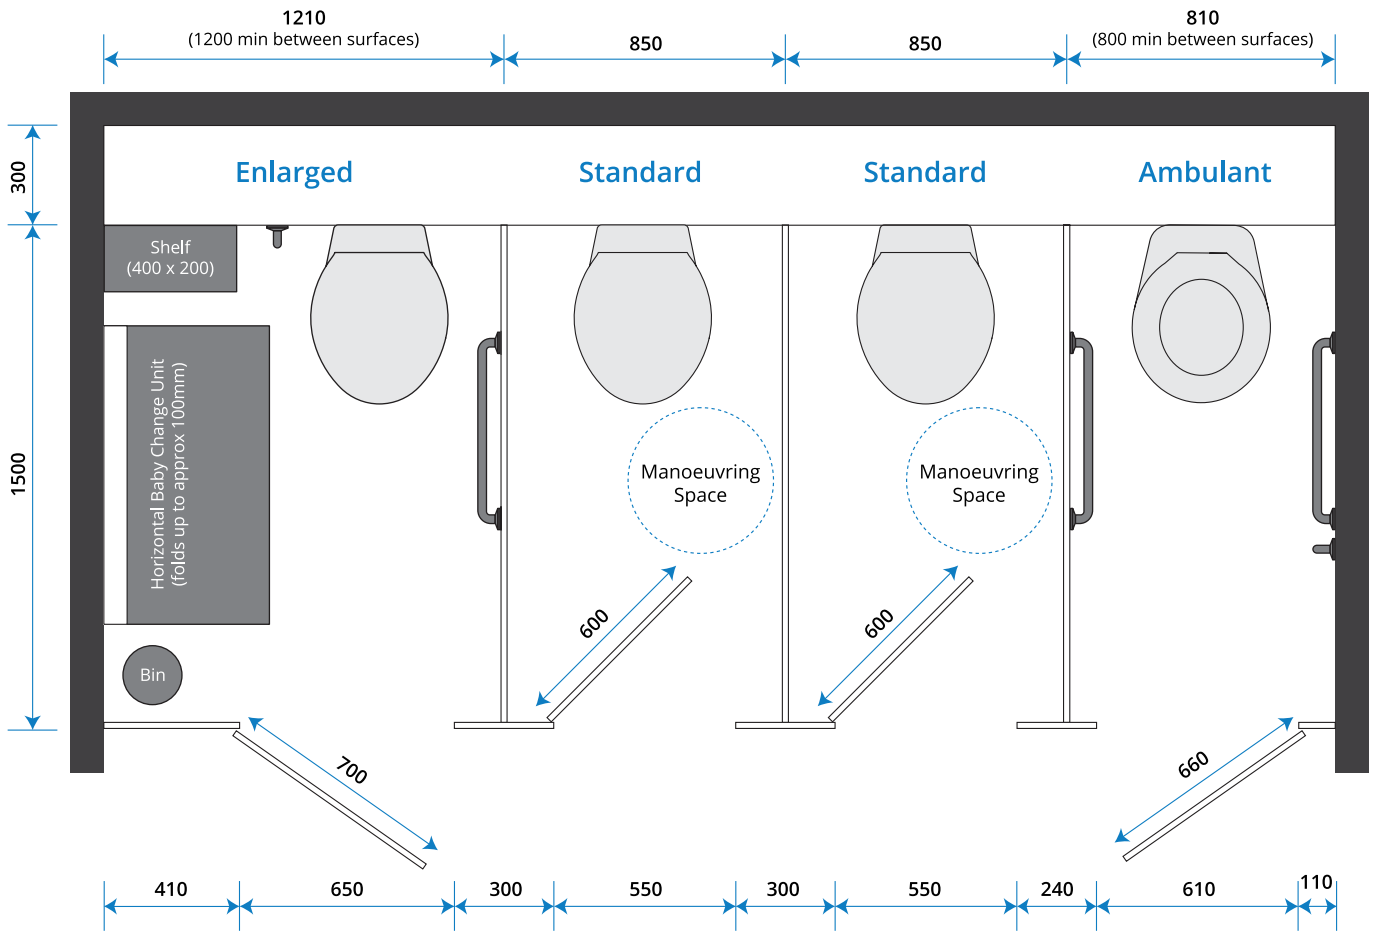 1210
(1200 min between surfaces)
850
850
810
(800 min between surfaces)
300
Enlarged
Standard
Standard
Ambulant
1500
Shelf
(400 x 200)
Horizontal Baby Change Unit
(folds up to approx 100mm)
Manoeuvring
Space
Manoeuvring
Space
600
600
Bin
700
660
410
650
300
550
300
550
240
610
110